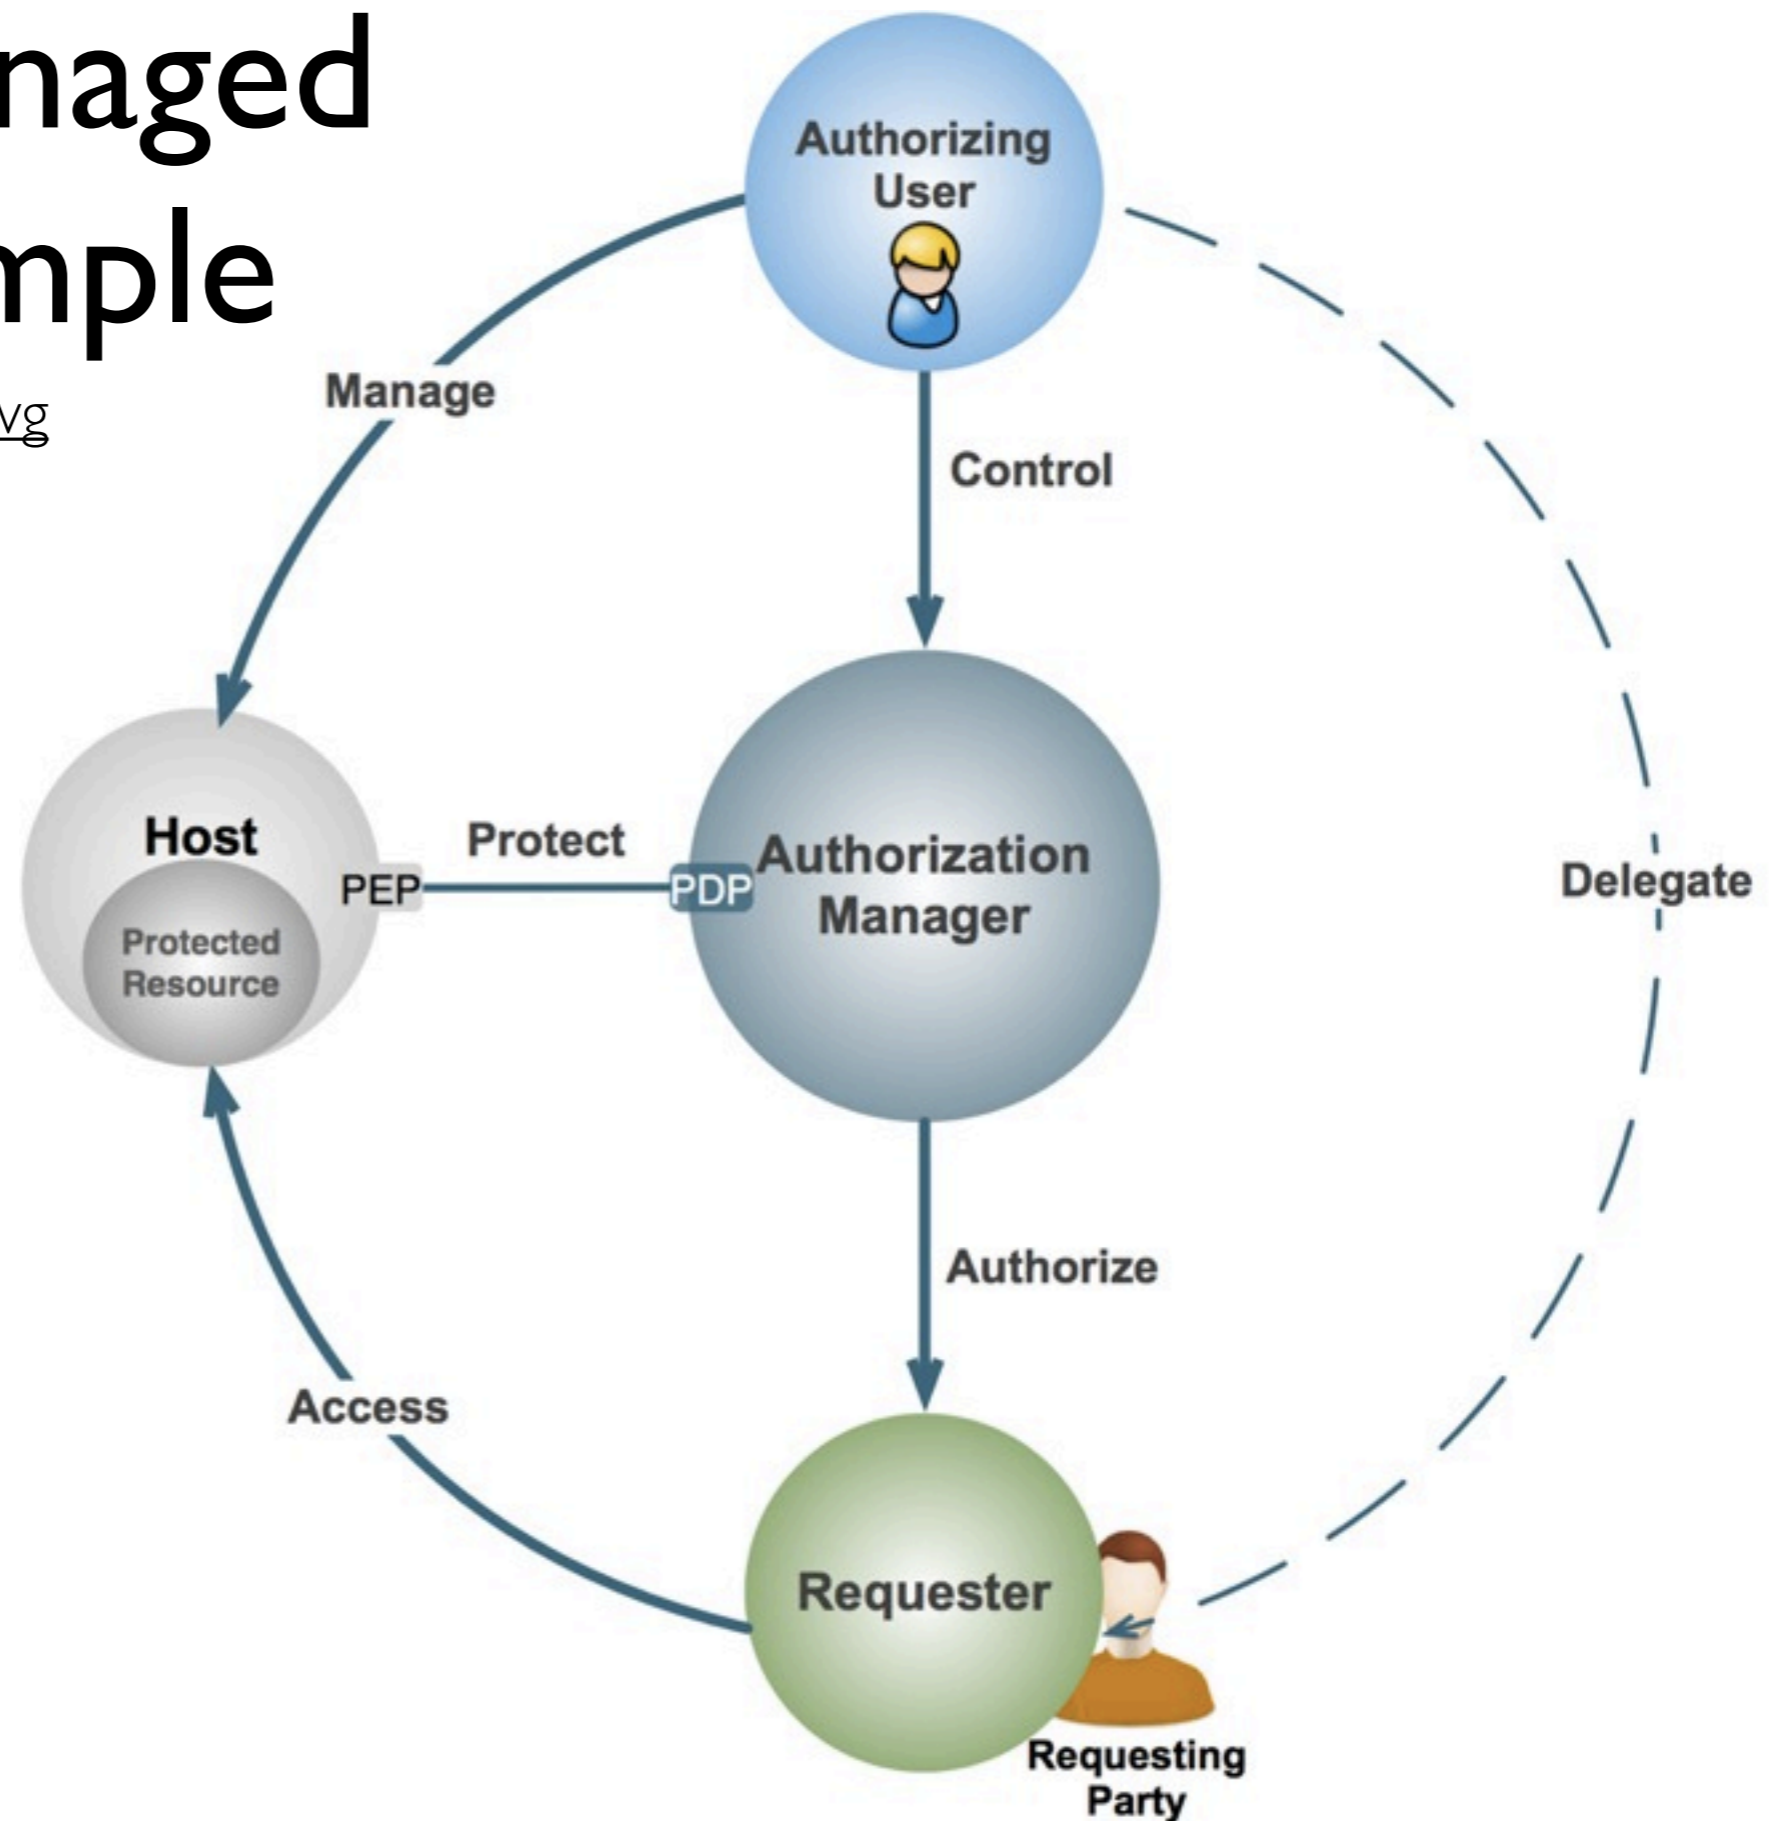 naged
mple
vg
Authorizing
User
Manage
Control
Host
Protected
Resource
PEP
Protect
PDP
Authorization
Manager
Delegate
Authorize
Access
Requester
Requesting
Party